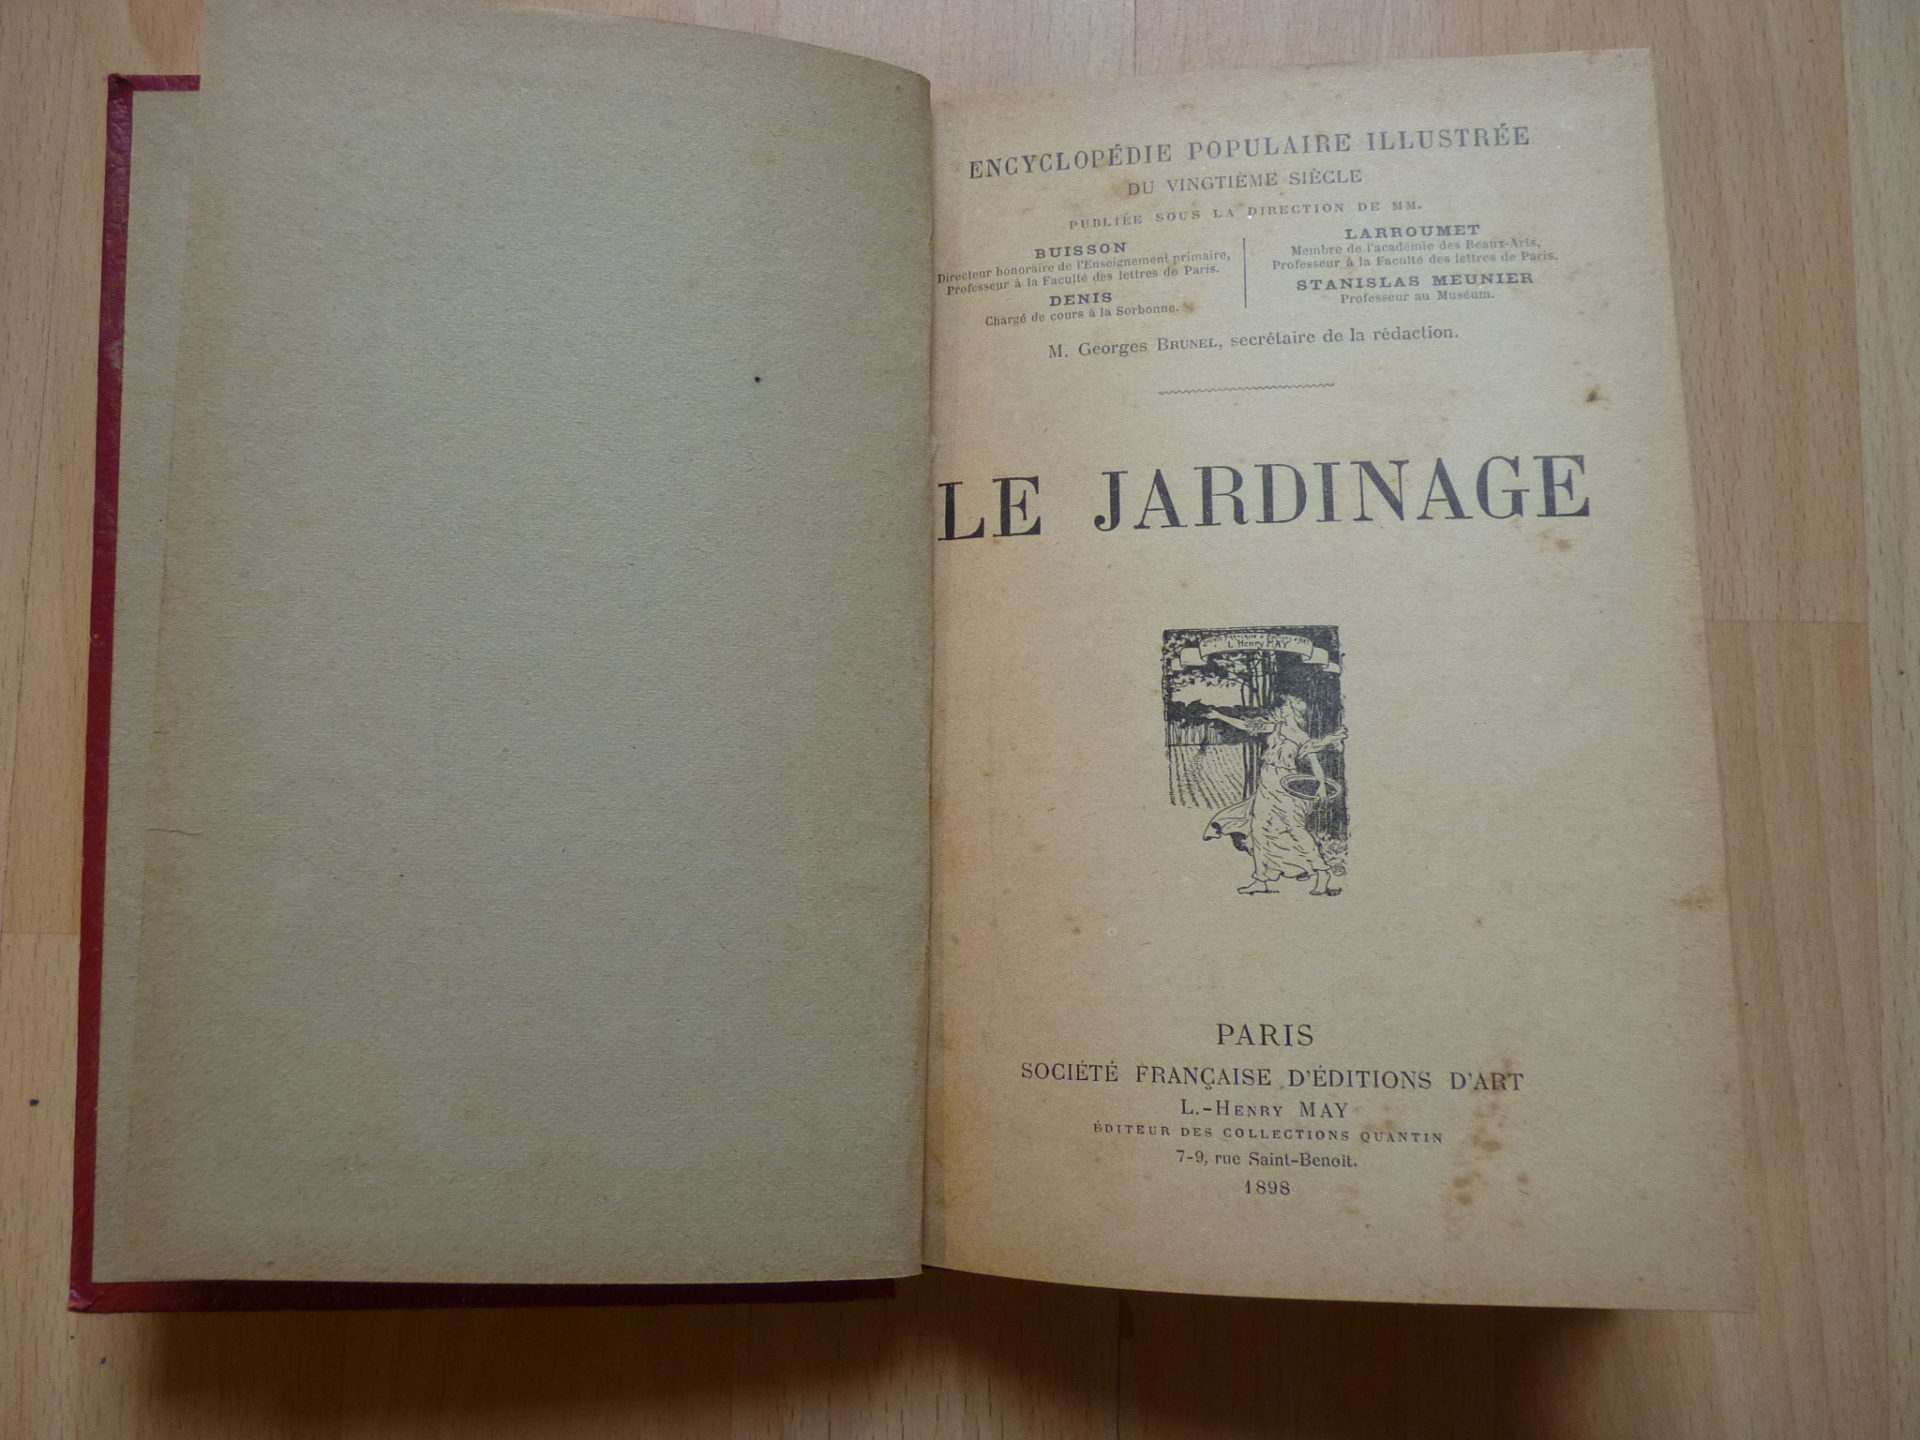 ENCYCLOPÉDIE POPULAIRE ILLUSTRÉE
DU VINGTIÈME SIÈCLE
PUBLIÉE SOUS LA DIRECTION DE MM.
BUISSON
Directeur honoraire de l'Enseignement primaire,
Professeur à la Faculté des lettres de Paris.
DENIS
Chargé de cours à la Sorbonne.
LARROUMET
Membre de l'académie des Beaux-Arts,
Professeur à la Faculté des lettres de Paris.
STANISLAS MEUNIER
Professeur au Muséum.
M. Georges BRUNEL, secrétaire de la rédaction.
LE JARDINAGE
L. Henry MAY
PARIS
SOCIÉTÉ FRANÇAISE D'ÉDITIONS D'ART
L.-HENRY MAY
ÉDITEUR DES COLLECTIONS QUANTIN
7-9, rue Saint-Benoît.
1898